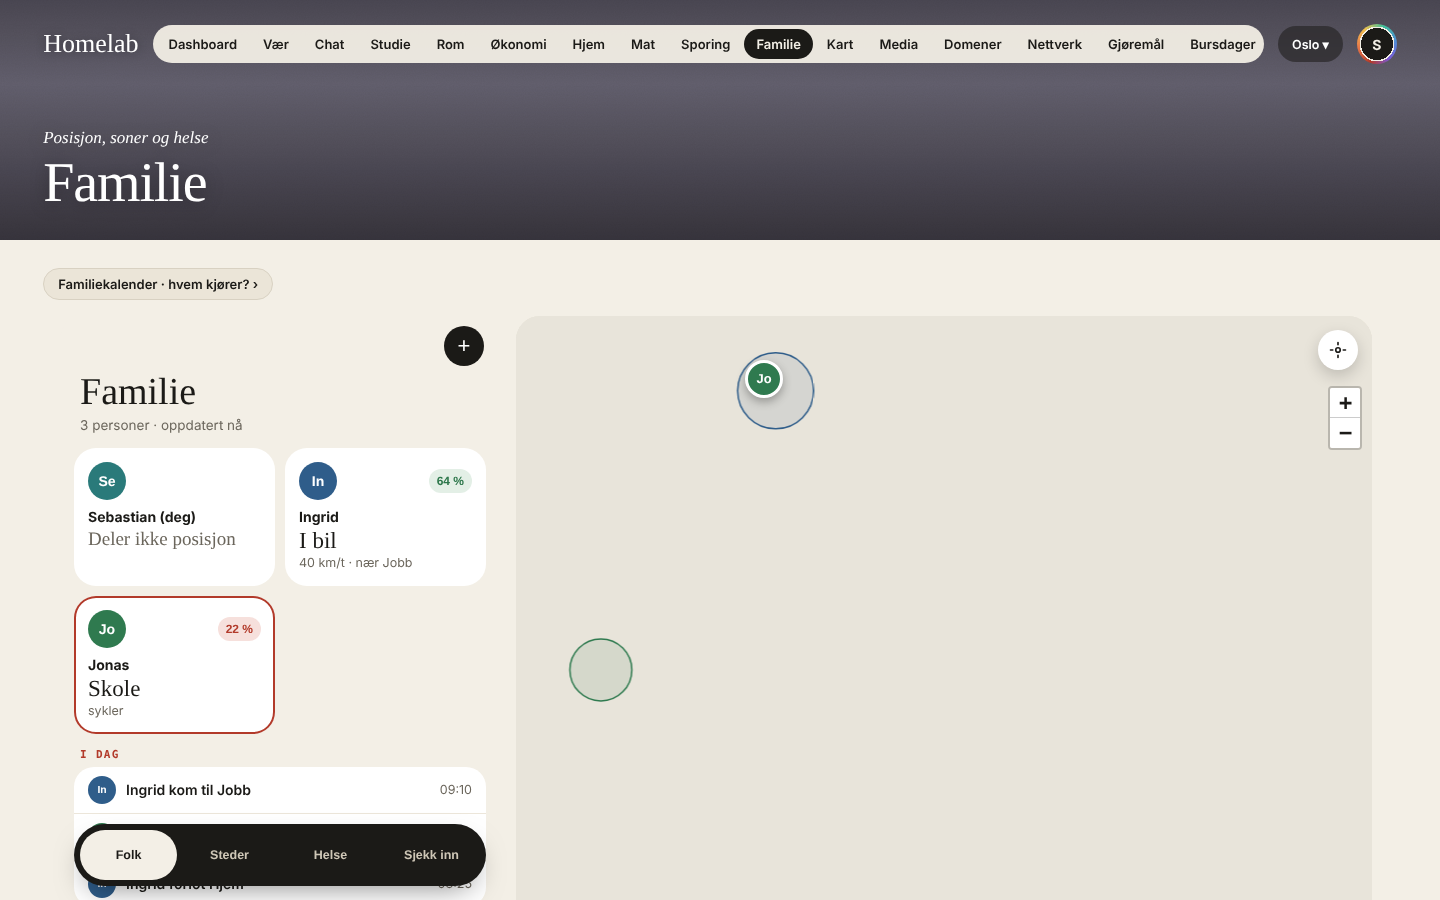 Homelab
Dashboard Vær Chat Studie Rom Økonomi Hjem Mat Sporing Familie Kart Media Domener Nettverk Gjøremål Bursdager
Oslo ▾
S
Posisjon, soner og helse
Familie
Familiekalender · hvem kjører? ›
+
Familie
3 personer · oppdatert nå
Se
Sebastian (deg)
Deler ikke posisjon
In
64 %
Ingrid
I bil
40 km/t · nær Jobb
Jo
22 %
Jonas
Skole
sykler
I DAG
In
Ingrid kom til Jobb
09:10
Folk
Steder
Helse
Sjekk inn
Ingrid forlot Hjem
Jo
+
−